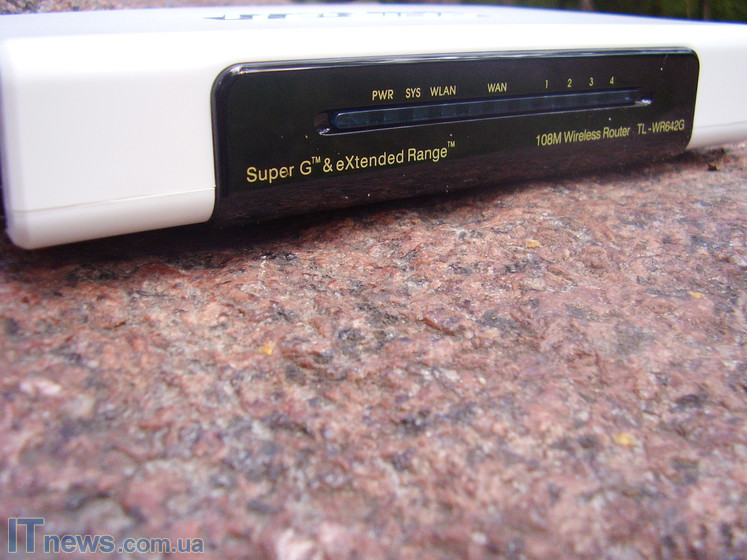 PWR SYS WLAN WAN 1 2 3 4
Super G™ & eXtended Range™
108M Wireless Router TL-WR642G
ITnews.com.ua